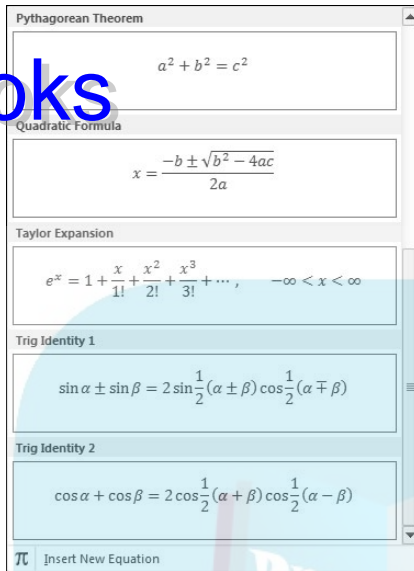 Pythagorean Theorem
a² + b² = c²
oks
Quadratic Formula
x = (-b ± √(b² − 4ac)) / 2a
Taylor Expansion
eˣ = 1 + x/1! + x²/2! + x³/3! + ⋯ ,  −∞ < x < ∞
Trig Identity 1
sin α ± sin β = 2 sin 1/2 (α ± β) cos 1/2 (α ∓ β)
Trig Identity 2
cos α + cos β = 2 cos 1/2 (α + β) cos 1/2 (α − β)
π Insert New Equation